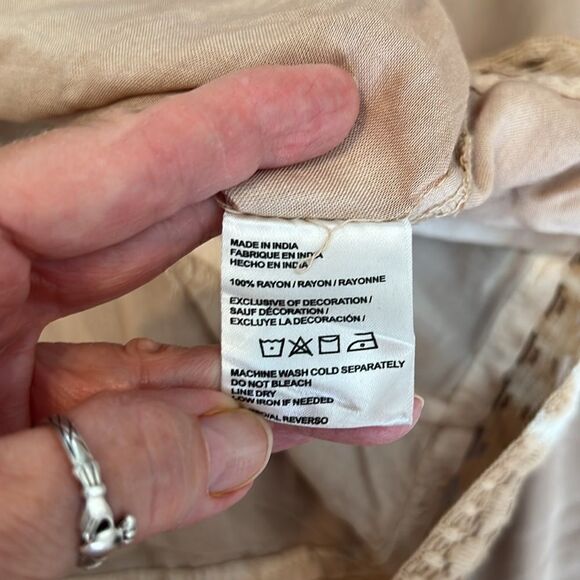 MADE IN INDIA
FABRIQUE EN INDIA
HECHO EN INDIA
100% RAYON / RAYON / RAYONNE
EXCLUSIVE OF DECORATION /
SAUF DÉCORATION /
EXCLUYE LA DECORACIÓN /
MACHINE WASH COLD SEPARATELY
DO NOT BLEACH
LINE DRY
LOW IRON IF NEEDED
REVERSO